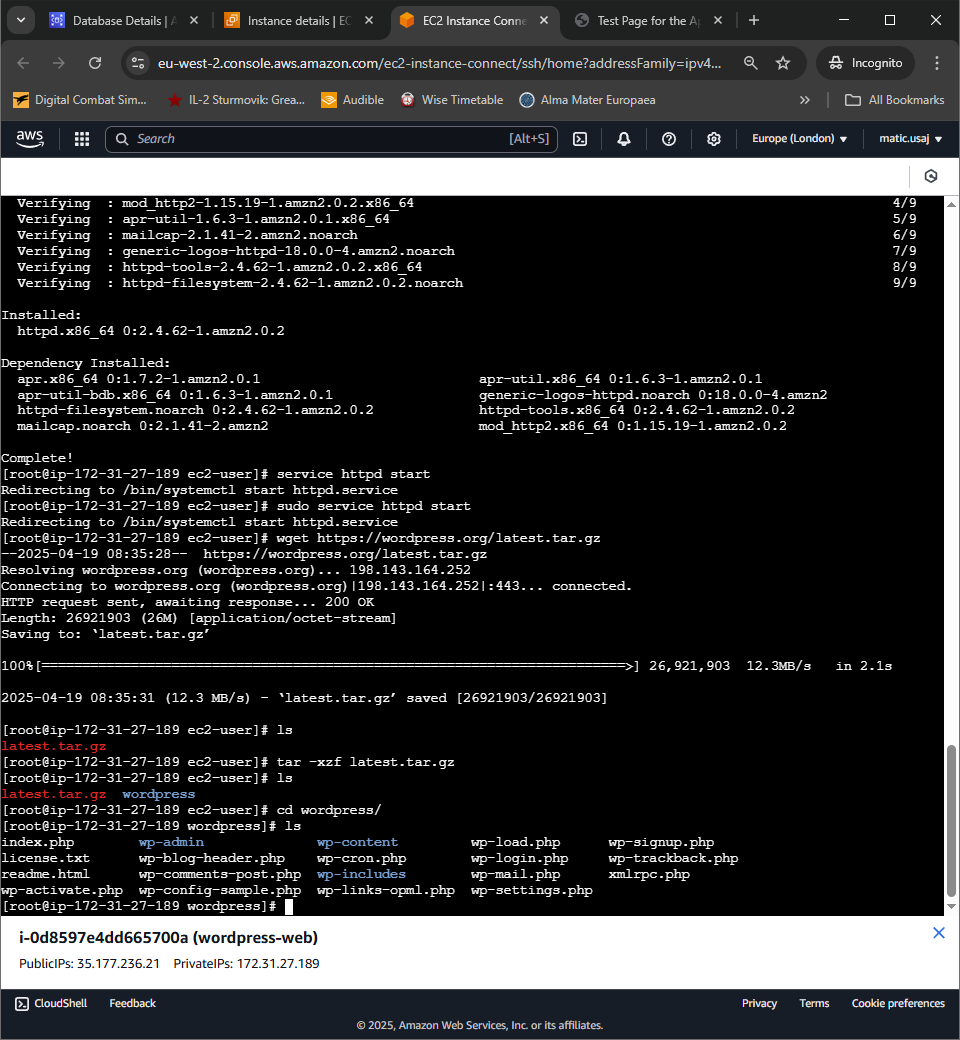 Database Details | A
Instance details | EC
EC2 Instance Conne
Test Page for the Ap
eu-west-2.console.aws.amazon.com/ec2-instance-connect/ssh/home?addressFamily=ipv4...
Incognito
Digital Combat Sim...
IL-2 Sturmovik: Grea...
Audible
Wise Timetable
Alma Mater Europaea
»
All Bookmarks
aws
Search
[Alt+S]
Europe (London)
matic.usaj
Verifying  : mod_http2-1.15.19-1.amzn2.0.2.x86_64 4/9
Verifying  : apr-util-1.6.3-1.amzn2.0.1.x86_64 5/9
Verifying  : mailcap-2.1.41-2.amzn2.noarch 6/9
Verifying  : generic-logos-httpd-18.0.0-4.amzn2.noarch 7/9
Verifying  : httpd-tools-2.4.62-1.amzn2.0.2.x86_64 8/9
Verifying  : httpd-filesystem-2.4.62-1.amzn2.0.2.noarch 9/9
Installed:
httpd.x86_64 0:2.4.62-1.amzn2.0.2
Dependency Installed:
apr.x86_64 0:1.7.2-1.amzn2.0.1 apr-util.x86_64 0:1.6.3-1.amzn2.0.1
apr-util-bdb.x86_64 0:1.6.3-1.amzn2.0.1 generic-logos-httpd.noarch 0:18.0.0-4.amzn2
httpd-filesystem.noarch 0:2.4.62-1.amzn2.0.2 httpd-tools.x86_64 0:2.4.62-1.amzn2.0.2
mailcap.noarch 0:2.1.41-2.amzn2 mod_http2.x86_64 0:1.15.19-1.amzn2.0.2
Complete!
[root@ip-172-31-27-189 ec2-user]# service httpd start
Redirecting to /bin/systemctl start httpd.service
[root@ip-172-31-27-189 ec2-user]# sudo service httpd start
Redirecting to /bin/systemctl start httpd.service
[root@ip-172-31-27-189 ec2-user]# wget https://wordpress.org/latest.tar.gz
--2025-04-19 08:35:28--  https://wordpress.org/latest.tar.gz
Resolving wordpress.org (wordpress.org)... 198.143.164.252
Connecting to wordpress.org (wordpress.org)|198.143.164.252|:443... connected.
HTTP request sent, awaiting response... 200 OK
Length: 26921903 (26M) [application/octet-stream]
Saving to: ‘latest.tar.gz’
100%[=========================================================================>] 26,921,903  12.3MB/s   in 2.1s
2025-04-19 08:35:31 (12.3 MB/s) - ‘latest.tar.gz’ saved [26921903/26921903]
[root@ip-172-31-27-189 ec2-user]# ls
latest.tar.gz
[root@ip-172-31-27-189 ec2-user]# tar -xzf latest.tar.gz
[root@ip-172-31-27-189 ec2-user]# ls
latest.tar.gz  wordpress
[root@ip-172-31-27-189 ec2-user]# cd wordpress/
[root@ip-172-31-27-189 wordpress]# ls
index.php wp-admin wp-content wp-load.php wp-signup.php
license.txt wp-blog-header.php wp-cron.php wp-login.php wp-trackback.php
readme.html wp-comments-post.php wp-includes wp-mail.php xmlrpc.php
wp-activate.php wp-config-sample.php wp-links-opml.php wp-settings.php
[root@ip-172-31-27-189 wordpress]#
i-0d8597e4dd665700a (wordpress-web)
PublicIPs: 35.177.236.21 PrivateIPs: 172.31.27.189
CloudShell Feedback Privacy Terms Cookie preferences
© 2025, Amazon Web Services, Inc. or its affiliates.